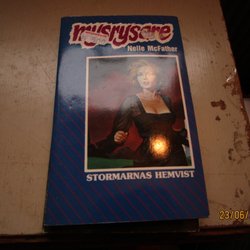 mysrysare
Nelle McFather
STORMARNAS HEMVIST
23/06/